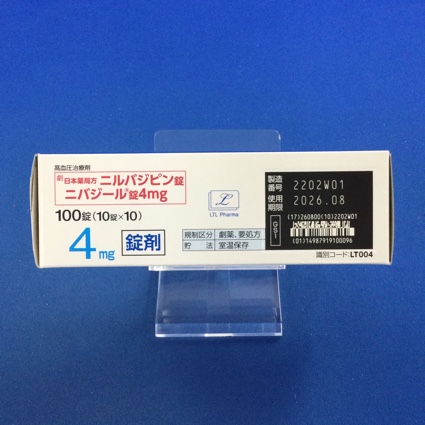 高血圧治療剤
劇 日本薬局方 ニルバジピン錠
ニバジール®錠4mg
100錠(10錠×10)
4mg 錠剤
L
LTL Pharma
規制区分 劇薬、要処方
貯法 室温保存
製造番号 2202W01
使用期限 2026.08
(17)260800(10)2202W01
GS1
(01)14987919100096
識別コード:LT004